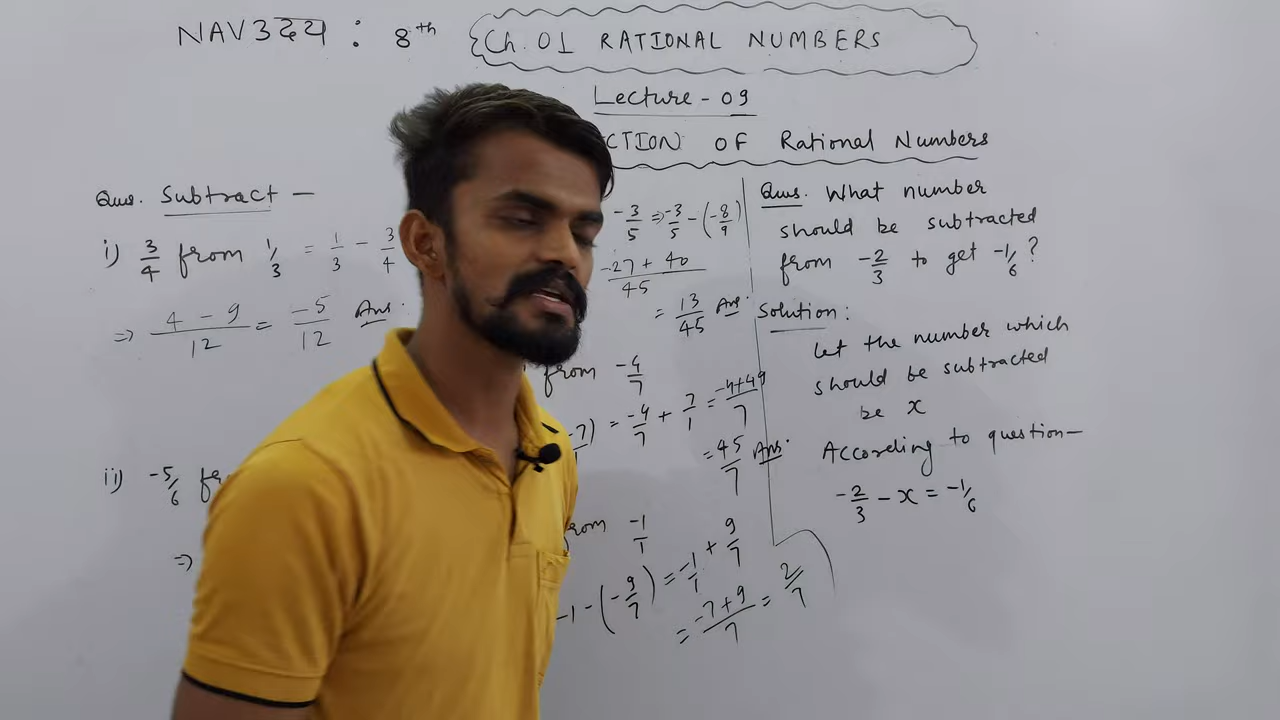 NAV3424 : 8th Ch. 01 RATIONAL NUMBERS
Lecture - 09
CTION OF Rational Numbers
Ques. Subtract —
i) 3/4 from 1/3 = 1/3 - 3/4
=> (4 - 9)/12 = -5/12 Ans.
ii) -5/6
=>
-3/5 => -3/5 - (-8/9)
(-27 + 40)/45
= 13/45 Ans
from -4/7
-7) = -4/7 + 7/1 = (-4+49)/7
= 45/7 Ans.
from -1/1
-1 - (-9/7) = -1/1 + 9/7
= (-7+9)/7 = 2/7
Ques. What number
should be subtracted
from -2/3 to get -1/6 ?
Solution :
Let the number which
should be subtracted
be x
According to question—
-2/3 - x = -1/6